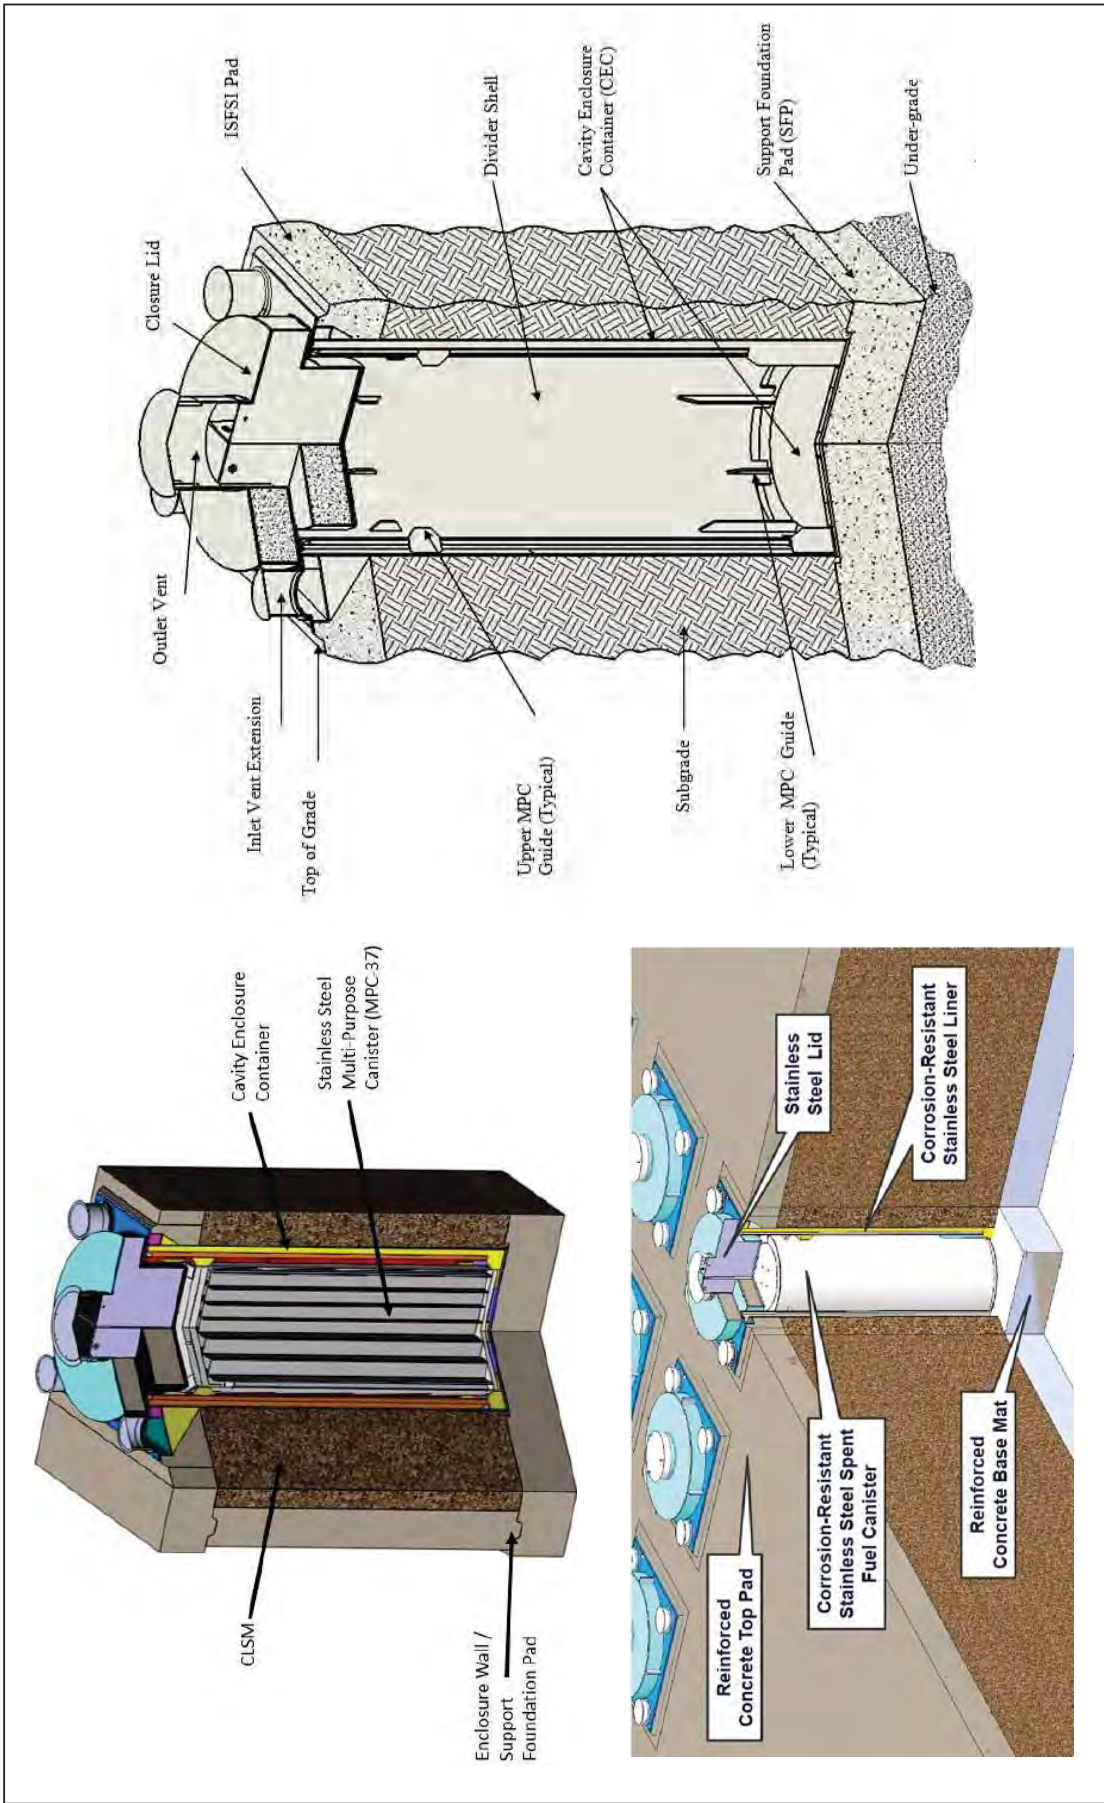 Cavity Enclosure
Container
Stainless Steel
Multi-Purpose
Canister (MPC-37)
CLSM
Enclosure Wall /
Support
Foundation Pad
Outlet Vent
Closure Lid
ISFSI Pad
Inlet Vent Extension
Top of Grade
Divider Shell
Upper MPC
Guide (Typical)
Cavity Enclosure
Container (CEC)
Subgrade
Support Foundation
Pad (SFP)
Lower MPC Guide
(Typical)
Under-grade
Stainless
Steel Lid
Reinforced
Concrete Top Pad
Corrosion-Resistant
Stainless Steel Liner
Corrosion-Resistant
Stainless Steel Spent
Fuel Canister
Reinforced
Concrete Base Mat